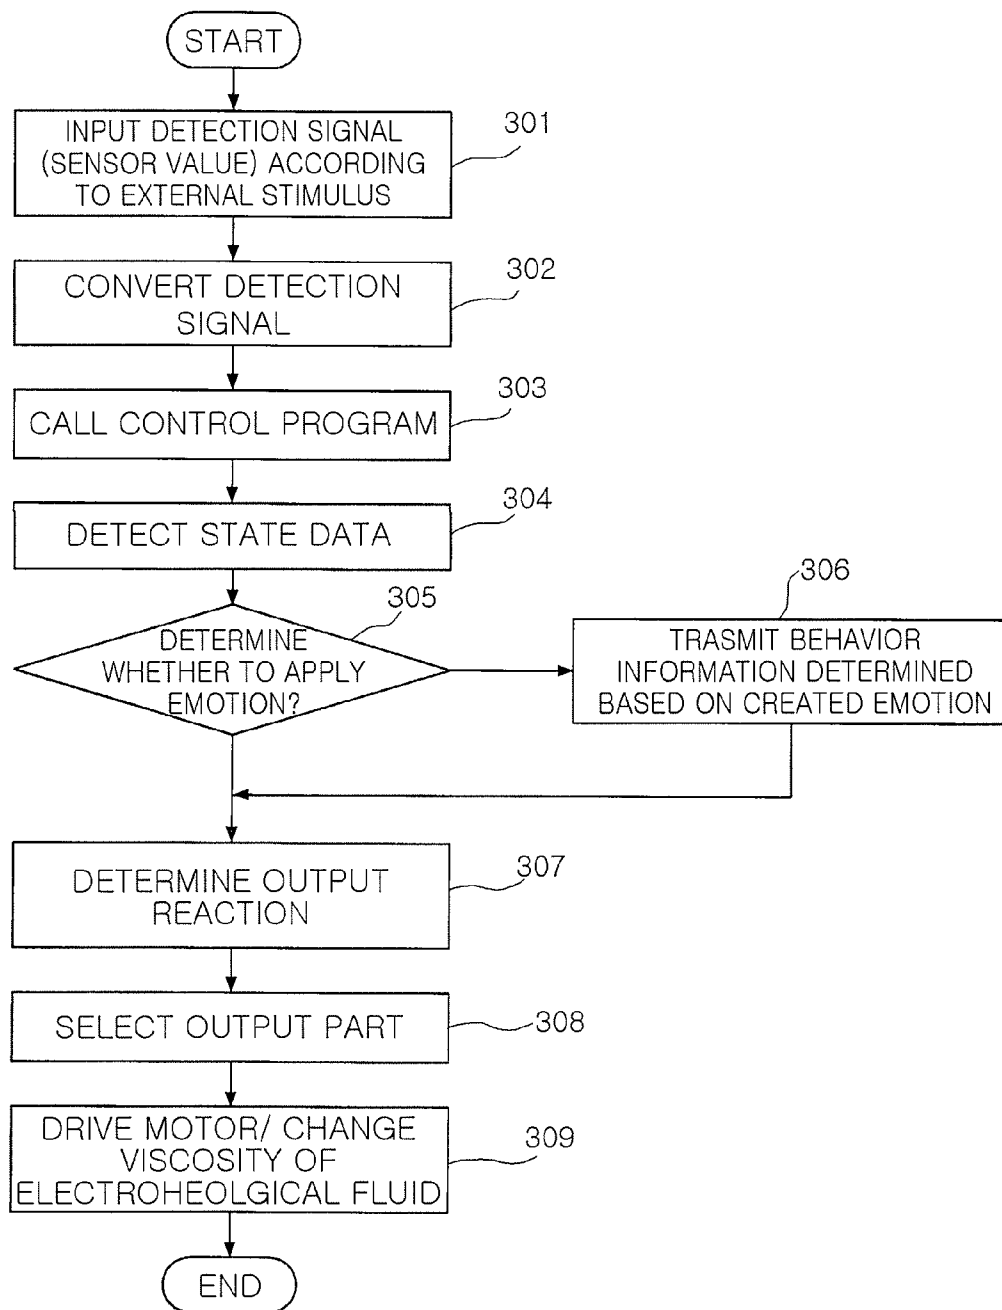 START
INPUT DETECTION SIGNAL
(SENSOR VALUE) ACCORDING
TO EXTERNAL STIMULUS
301
CONVERT DETECTION
SIGNAL
302
CALL CONTROL PROGRAM
303
DETECT STATE DATA
304
DETERMINE
WHETHER TO APPLY
EMOTION?
305
TRASMIT BEHAVIOR
INFORMATION DETERMINED
BASED ON CREATED EMOTION
306
DETERMINE OUTPUT
REACTION
307
SELECT OUTPUT PART
308
DRIVE MOTOR/ CHANGE
VISCOSITY OF
ELECTROHEOLGICAL FLUID
309
END